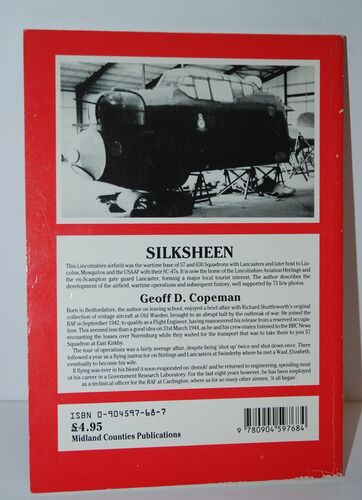 SILKSHEEN
This Lincolnshire airfield was the wartime base of 57 and 630 Squadrons with Lancasters and later host to Lin-
colns, Mosquitos and the USAAF with their SC-47s. It is now the home of the Lincolnshire Aviation Heritage and
the ex-Scampton gate guard Lancaster, forming a major local tourist interest. The author describes the
development of the airfield, wartime operations and subsequent history, well supported by 75 b/w photos.
Geoff D. Copeman
Born in Bedfordshire, the author on leaving school, enjoyed a brief affair with Richard Shuttleworth's original
collection of vintage aircraft at Old Warden, brought to an abrupt halt by the outbreak of war. He joined the
RAF in September 1942, to qualify as a Flight Engineer, having manoeuvred his release from a reserved occupa-
tion. This seemed less than a good idea on 31st March 1944, as he and his crew-mates listened to the BBC News
recounting the losses over Nuremburg while they waited for the transport that was to take them to join 57
Squadron at East Kirkby.
The tour of operations was a fairly average affair, despite being 'shot up' twice and shot down once. There
followed a year as a flying instructor on Stirlings and Lancasters at Swinderby where he met a Waaf, Elizabeth,
eventually to become his wife.
If flying was ever in his blood it soon evaporated on 'demob' and he returned to engineering, spending most
of his career in a Government Research Laboratory. For the last eight years however, he has been employed
as a technical officer for the RAF at Cardington, where as for so many other airmen, 'it all began'.
ISBN 0-904597-68-7
£4.95
Midland Counties Publications
9 780904 597684